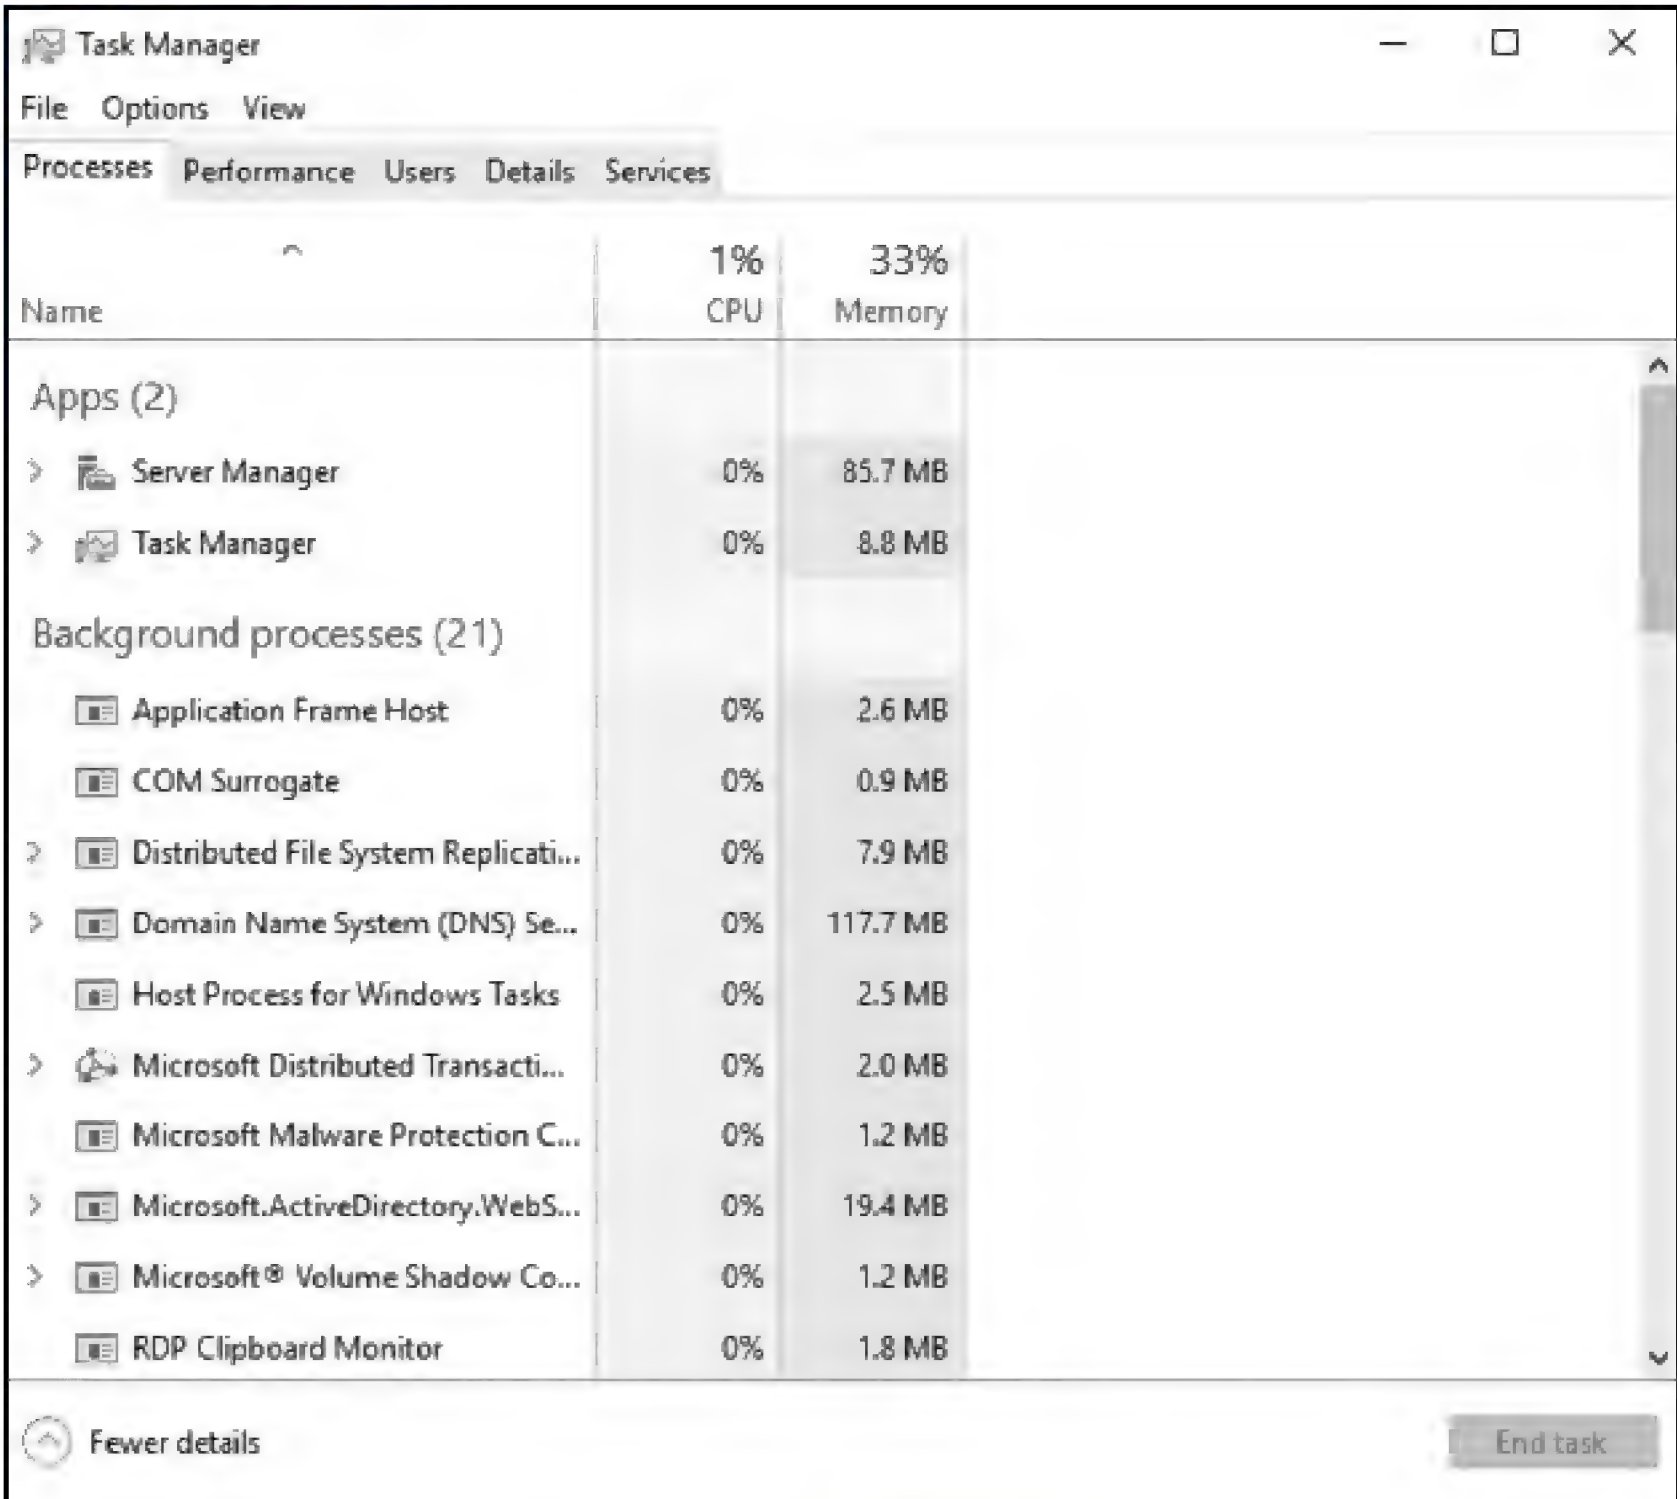 Task Manager
File Options View
Processes Performance Users Details Services
1% 33%
Name CPU Memory
Apps (2)
Server Manager 0% 85.7 MB
Task Manager 0% 8.8 MB
Background processes (21)
Application Frame Host 0% 2.6 MB
COM Surrogate 0% 0.9 MB
Distributed File System Replicati... 0% 7.9 MB
Domain Name System (DNS) Se... 0% 117.7 MB
Host Process for Windows Tasks 0% 2.5 MB
Microsoft Distributed Transacti... 0% 2.0 MB
Microsoft Malware Protection C... 0% 1.2 MB
Microsoft.ActiveDirectory.WebS... 0% 19.4 MB
Microsoft® Volume Shadow Co... 0% 1.2 MB
RDP Clipboard Monitor 0% 1.8 MB
Fewer details End task